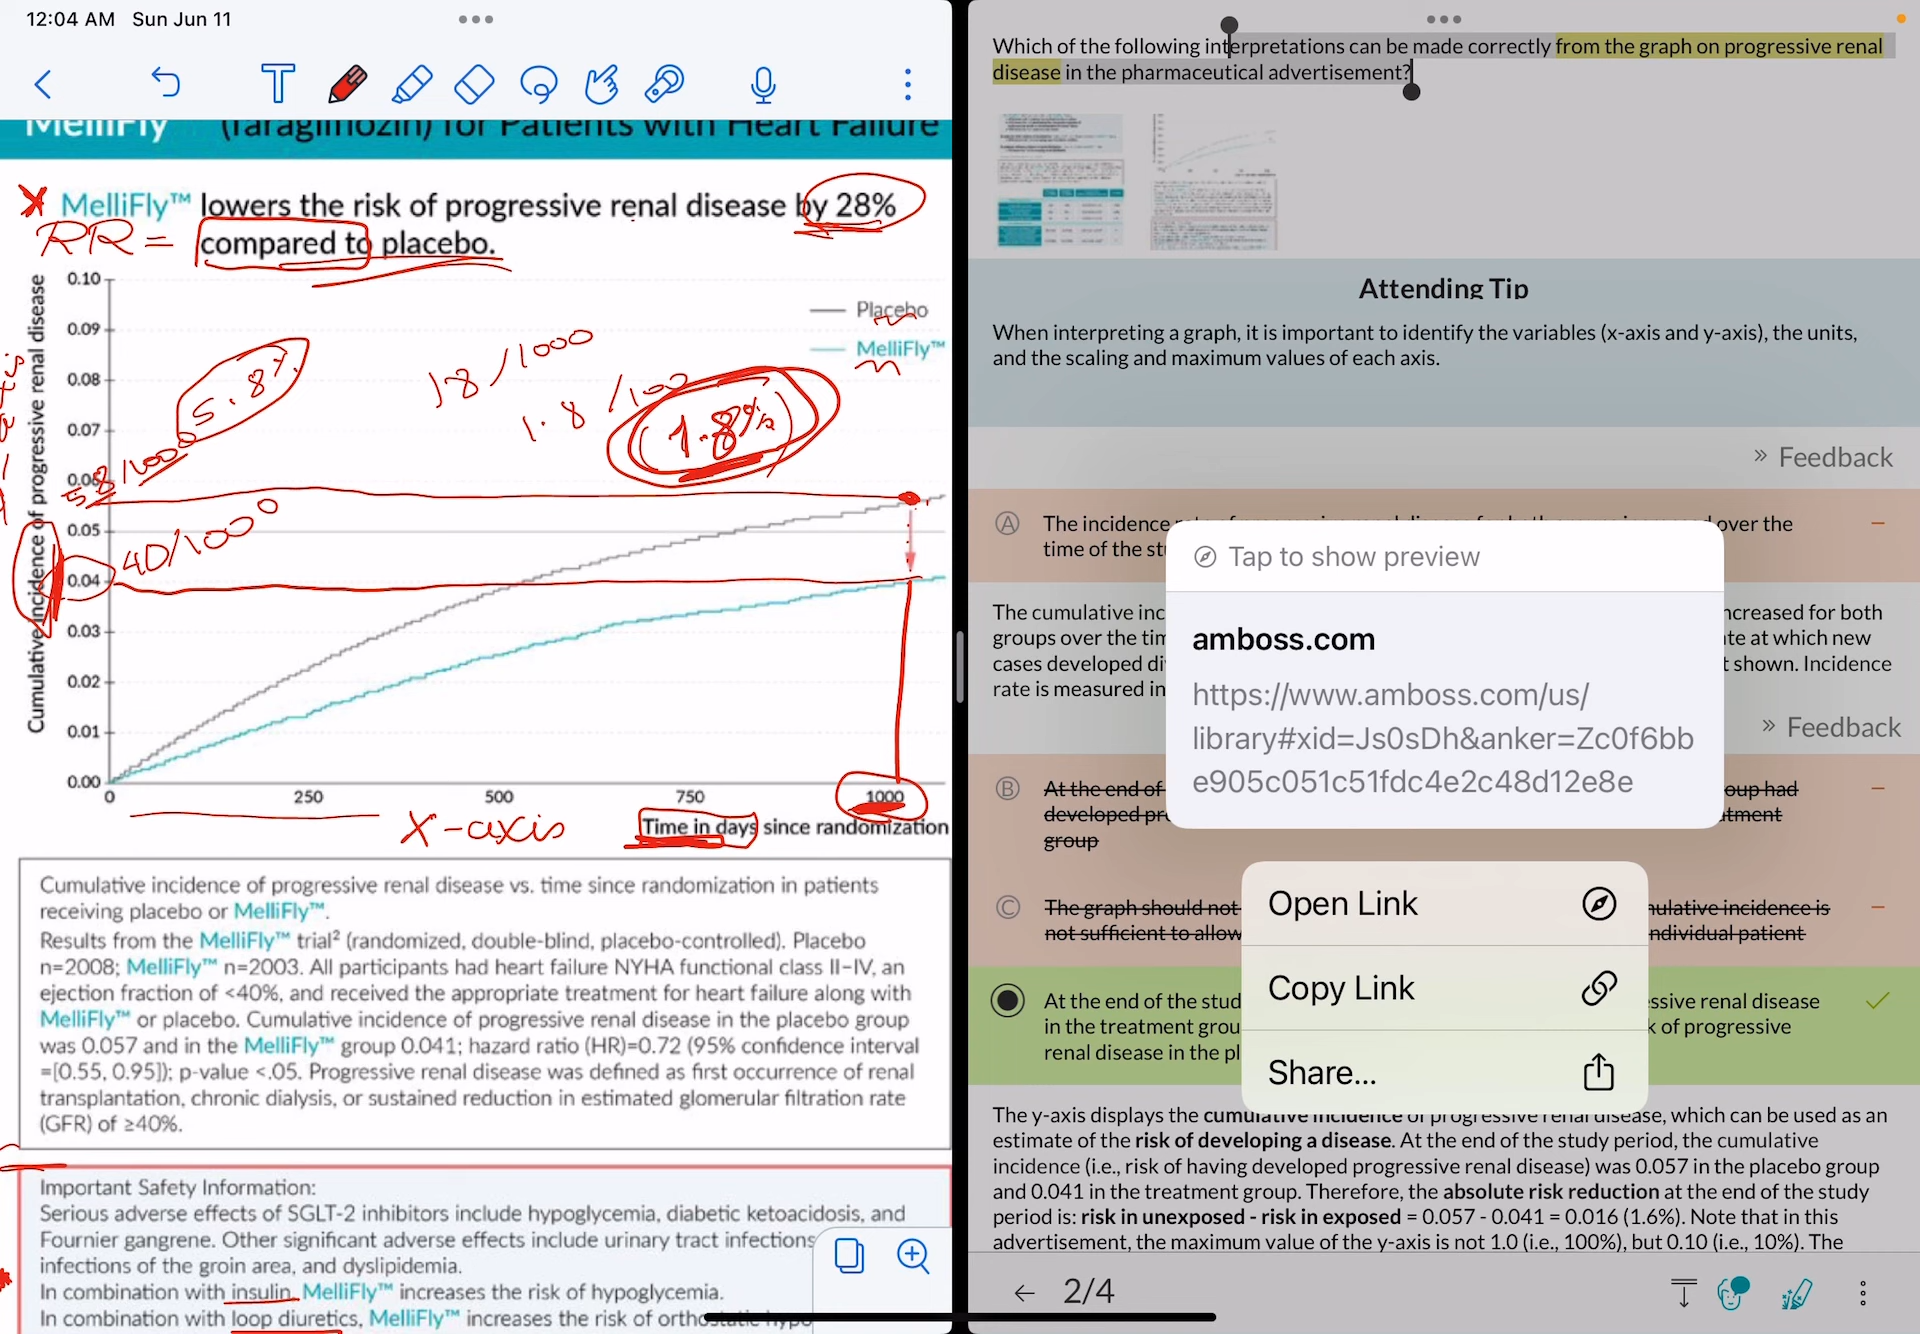 12:04 AM Sun Jun 11
MelliFly (Taraglifozin) for Patients with Heart Failure
MelliFly™ lowers the risk of progressive renal disease by 28%
RR = compared to placebo.
Cumulative incidence of progressive renal disease
0.10
0.09
0.08
0.07
0.06
0.05
0.04
0.03
0.02
0.01
0.00
0 250 500 750 1000
Time in days since randomization
Placebo
MelliFly™
5.8%
58/1000
40/1000
18/1000
1.8/100
(1.8%)
X-axis
Cumulative incidence of progressive renal disease vs. time since randomization in patients
receiving placebo or MelliFly™.
Results from the MelliFly™ trial² (randomized, double-blind, placebo-controlled). Placebo
n=2008; MelliFly™ n=2003. All participants had heart failure NYHA functional class II–IV, an
ejection fraction of <40%, and received the appropriate treatment for heart failure along with
MelliFly™ or placebo. Cumulative incidence of progressive renal disease in the placebo group
was 0.057 and in the MelliFly™ group 0.041; hazard ratio (HR)=0.72 (95% confidence interval
=[0.55, 0.95]); p-value <.05. Progressive renal disease was defined as first occurrence of renal
transplantation, chronic dialysis, or sustained reduction in estimated glomerular filtration rate
(GFR) of ≥40%.
Important Safety Information:
Serious adverse effects of SGLT-2 inhibitors include hypoglycemia, diabetic ketoacidosis, and
Fournier gangrene. Other significant adverse effects include urinary tract infections
infections of the groin area, and dyslipidemia.
In combination with insulin, MelliFly™ increases the risk of hypoglycemia.
In combination with loop diuretics, MelliFly™ increases the risk of orthostatic hypo
Which of the following interpretations can be made correctly from the graph on progressive renal
disease in the pharmaceutical advertisement?
Attending Tip
When interpreting a graph, it is important to identify the variables (x-axis and y-axis), the units,
and the scaling and maximum values of each axis.
» Feedback
A The incidence over the
time of the st
The cumulative inc ncreased for both
groups over the tim te at which new
cases developed di t shown. Incidence
rate is measured in
» Feedback
B At the end of oup had
developed pr atment
group
C The graph should not mulative incidence is
not sufficient to allow ndividual patient
At the end of the stud ssive renal disease
in the treatment grou k of progressive
renal disease in the pl
The y-axis displays the cumulative incidence of progressive renal disease, which can be used as an
estimate of the risk of developing a disease. At the end of the study period, the cumulative
incidence (i.e., risk of having developed progressive renal disease) was 0.057 in the placebo group
and 0.041 in the treatment group. Therefore, the absolute risk reduction at the end of the study
period is: risk in unexposed - risk in exposed = 0.057 - 0.041 = 0.016 (1.6%). Note that in this
advertisement, the maximum value of the y-axis is not 1.0 (i.e., 100%), but 0.10 (i.e., 10%). The
2/4
Tap to show preview
amboss.com
https://www.amboss.com/us/
library#xid=Js0sDh&anker=Zc0f6bb
e905c051c51fdc4e2c48d12e8e
Open Link
Copy Link
Share...